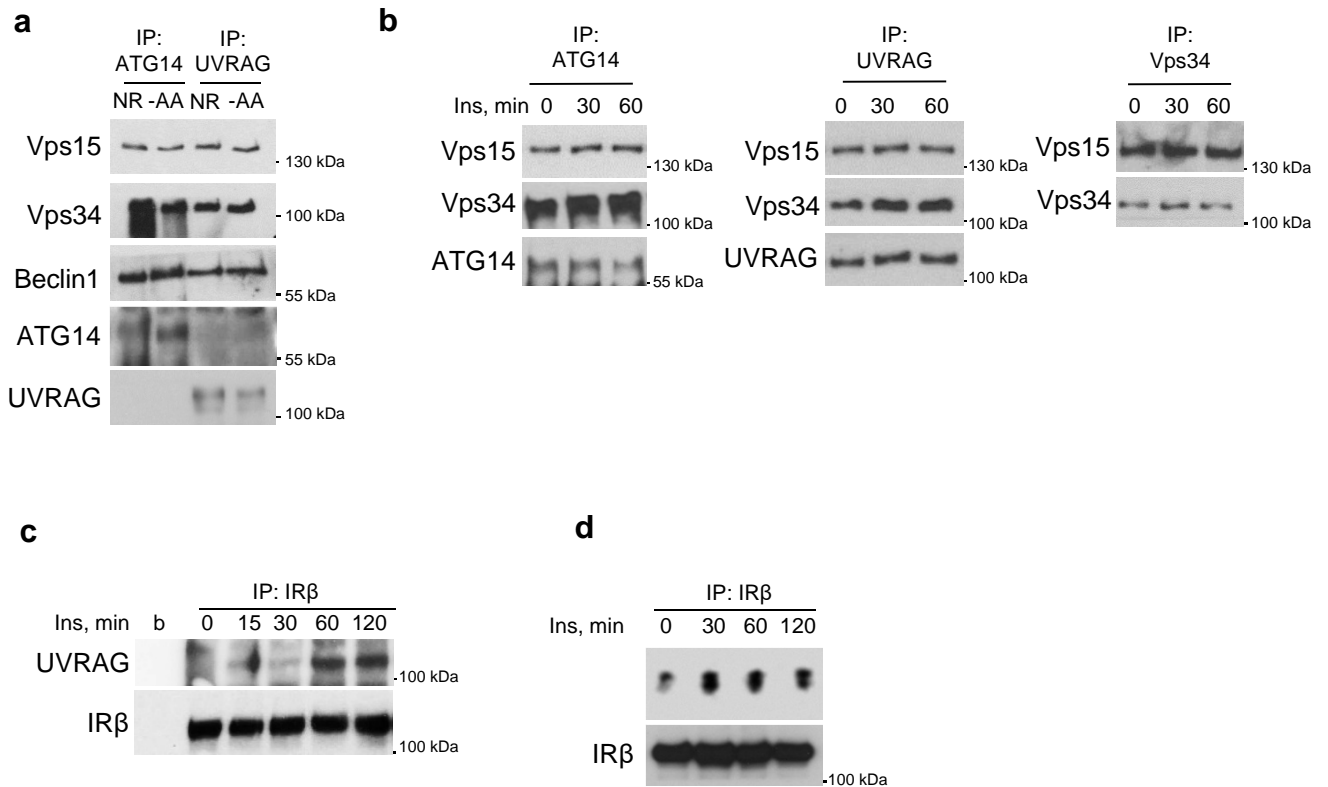 a
IP: IP:
ATG14 UVRAG
NR -AA NR -AA
Vps15
130 kDa
Vps34
100 kDa
Beclin1
55 kDa
ATG14
55 kDa
UVRAG
100 kDa
b
IP:
ATG14
Ins, min 0 30 60
Vps15
130 kDa
Vps34
100 kDa
ATG14
55 kDa
IP:
UVRAG
0 30 60
Vps15
130 kDa
Vps34
100 kDa
UVRAG
100 kDa
IP:
Vps34
0 30 60
Vps15
130 kDa
Vps34
100 kDa
c
IP: IRβ
Ins, min b 0 15 30 60 120
UVRAG
100 kDa
IRβ
100 kDa
d
IP: IRβ
Ins, min 0 30 60 120
IRβ
100 kDa